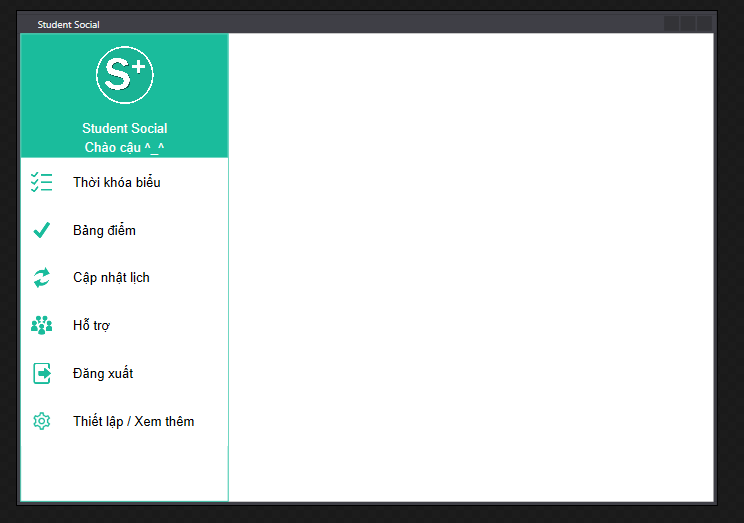 Student Social
S+
Student Social
Chào cậu ^_^
Thời khóa biểu
Bảng điểm
Cập nhật lịch
Hỗ trợ
Đăng xuất
Thiết lập / Xem thêm